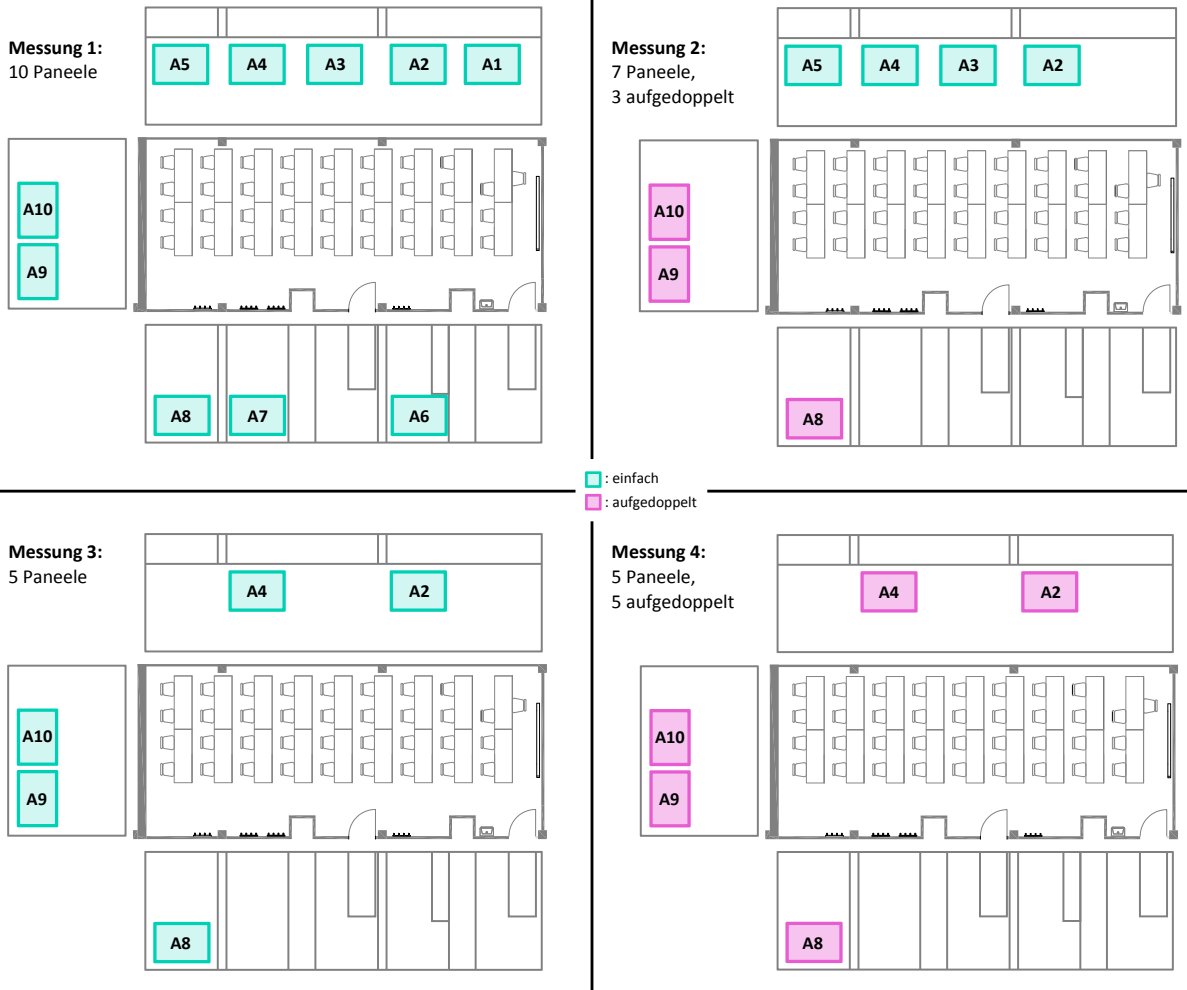 Messung 1:
10 Paneele
A5
A4
A3
A2
A1
A10
A9
A8
A7
A6
Messung 2:
7 Paneele,
3 aufgedoppelt
A5
A4
A3
A2
A10
A9
A8
: einfach
: aufgedoppelt
Messung 3:
5 Paneele
A4
A2
A10
A9
A8
Messung 4:
5 Paneele,
5 aufgedoppelt
A4
A2
A10
A9
A8